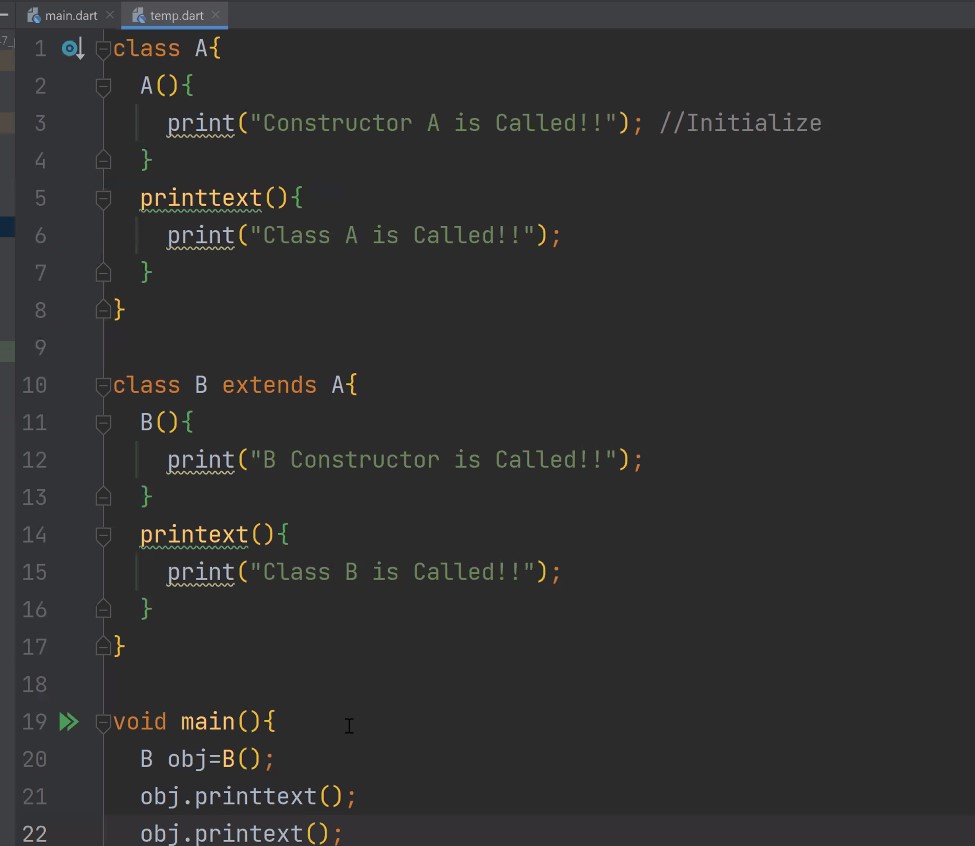 main.dart temp.dart
1 class A{
2 A(){
3 print("Constructor A is Called!!"); //Initialize
4 }
5 printtext(){
6 print("Class A is Called!!");
7 }
8 }
9
10 class B extends A{
11 B(){
12 print("B Constructor is Called!!");
13 }
14 printext(){
15 print("Class B is Called!!");
16 }
17 }
18
19 void main(){
20 B obj=B();
21 obj.printtext();
22 obj.printext();